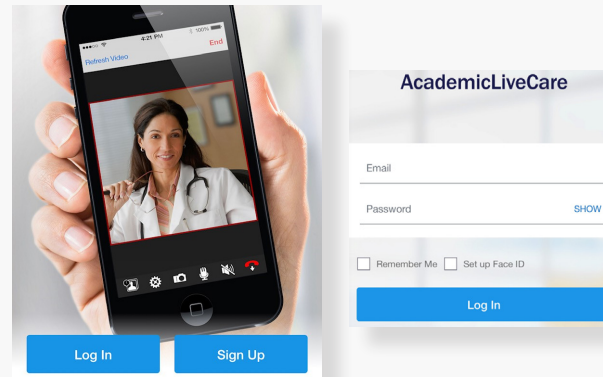 4:21 PM
100%
Refresh Video
End
Log In
Sign Up
AcademicLiveCare
Email
Password
SHOW
Remember Me
Set up Face ID
Log In